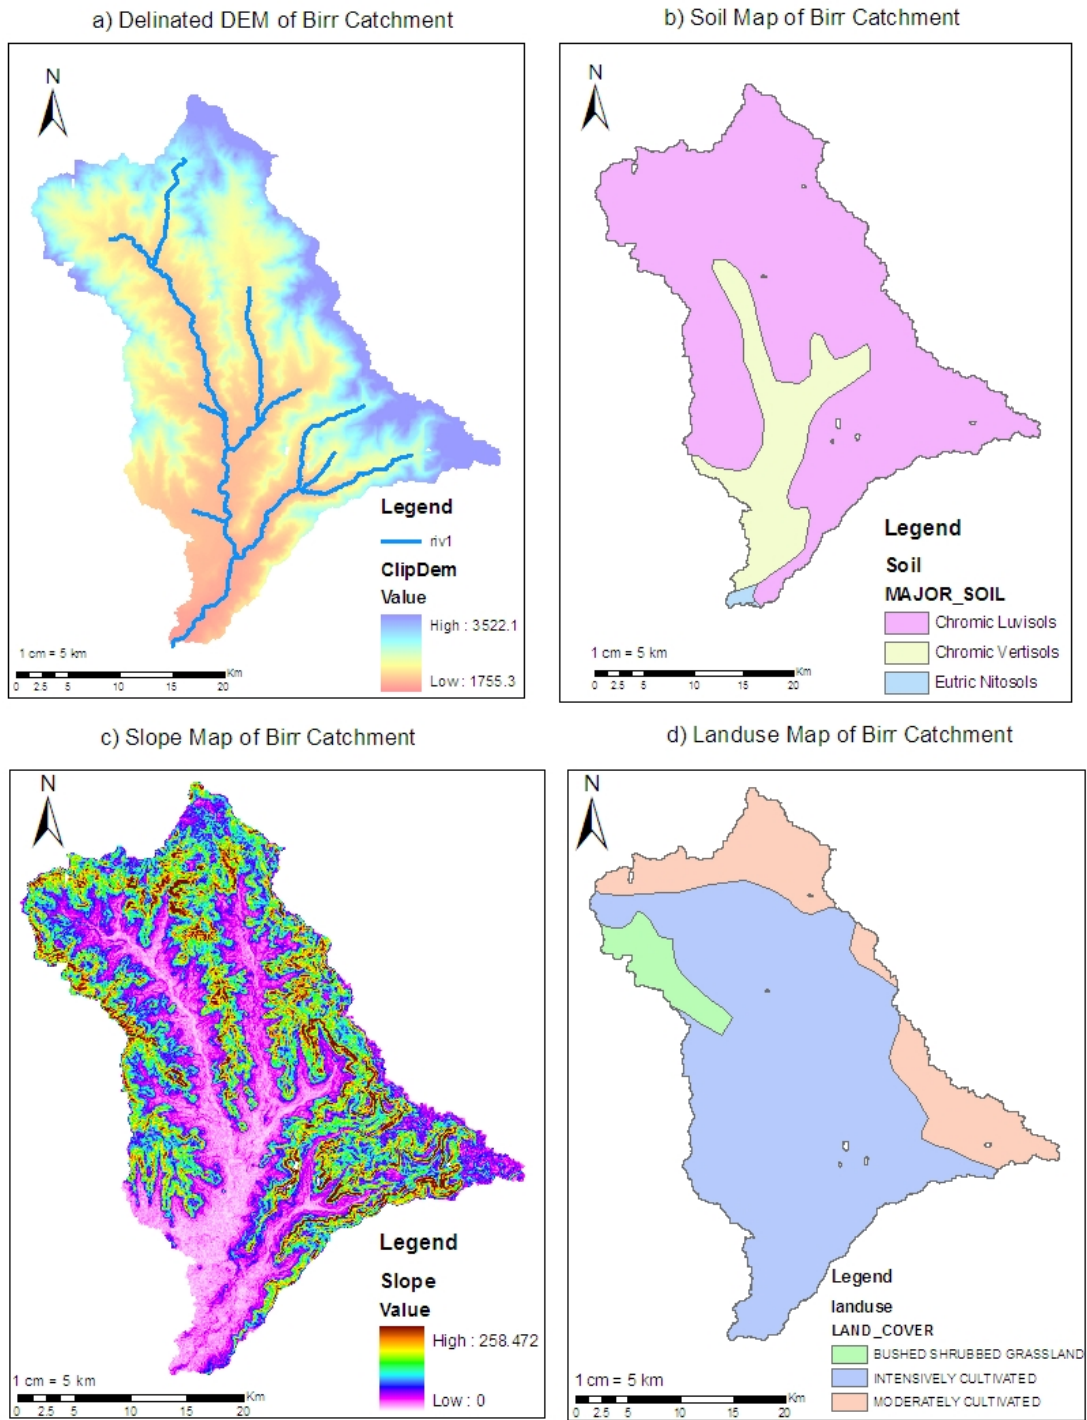 a) Delinated DEM of Birr Catchment
N
Legend
riv1
ClipDem
Value
High : 3522.1
Low : 1755.3
1 cm = 5 km
0 2.5 5 10 15 20 Km
b) Soil Map of Birr Catchment
N
Legend
Soil
MAJOR_SOIL
Chromic Luvisols
Chromic Vertisols
Eutric Nitosols
1 cm = 5 km
0 2.5 5 10 15 20 Km
c) Slope Map of Birr Catchment
N
Legend
Slope
Value
High : 258.472
Low : 0
1 cm = 5 km
0 2.5 5 10 15 20 Km
d) Landuse Map of Birr Catchment
N
Legend
landuse
LAND_COVER
BUSHED SHRUBBED GRASSLAND
INTENSIVELY CULTIVATED
MODERATELY CULTIVATED
1 cm = 5 km
0 2.5 5 10 15 20 Km